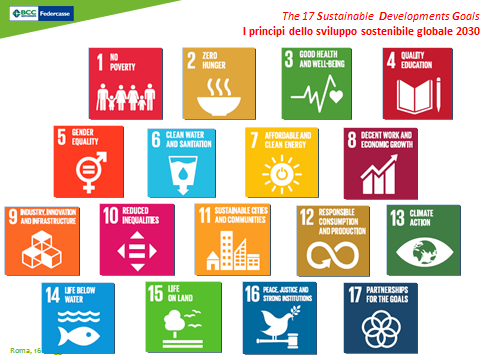 BCC Federcasse
CREDITO COOPERATIVO
The 17 Sustainable Developments Goals
I principi dello sviluppo sostenibile globale 2030
1 NO
POVERTY
2 ZERO
HUNGER
3 GOOD HEALTH
AND WELL-BEING
4 QUALITY
EDUCATION
5 GENDER
EQUALITY
6 CLEAN WATER
AND SANITATION
7 AFFORDABLE AND
CLEAN ENERGY
8 DECENT WORK AND
ECONOMIC GROWTH
9 INDUSTRY, INNOVATION
AND INFRASTRUCTURE
10 REDUCED
INEQUALITIES
11 SUSTAINABLE CITIES
AND COMMUNITIES
12 RESPONSIBLE
CONSUMPTION
AND PRODUCTION
13 CLIMATE
ACTION
14 LIFE BELOW
WATER
15 LIFE
ON LAND
16 PEACE, JUSTICE AND
STRONG INSTITUTIONS
17 PARTNERSHIPS
FOR THE GOALS
Roma, 16